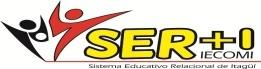 SER+I
IECOMI
Sistema Educativo Relacional de Itagüí